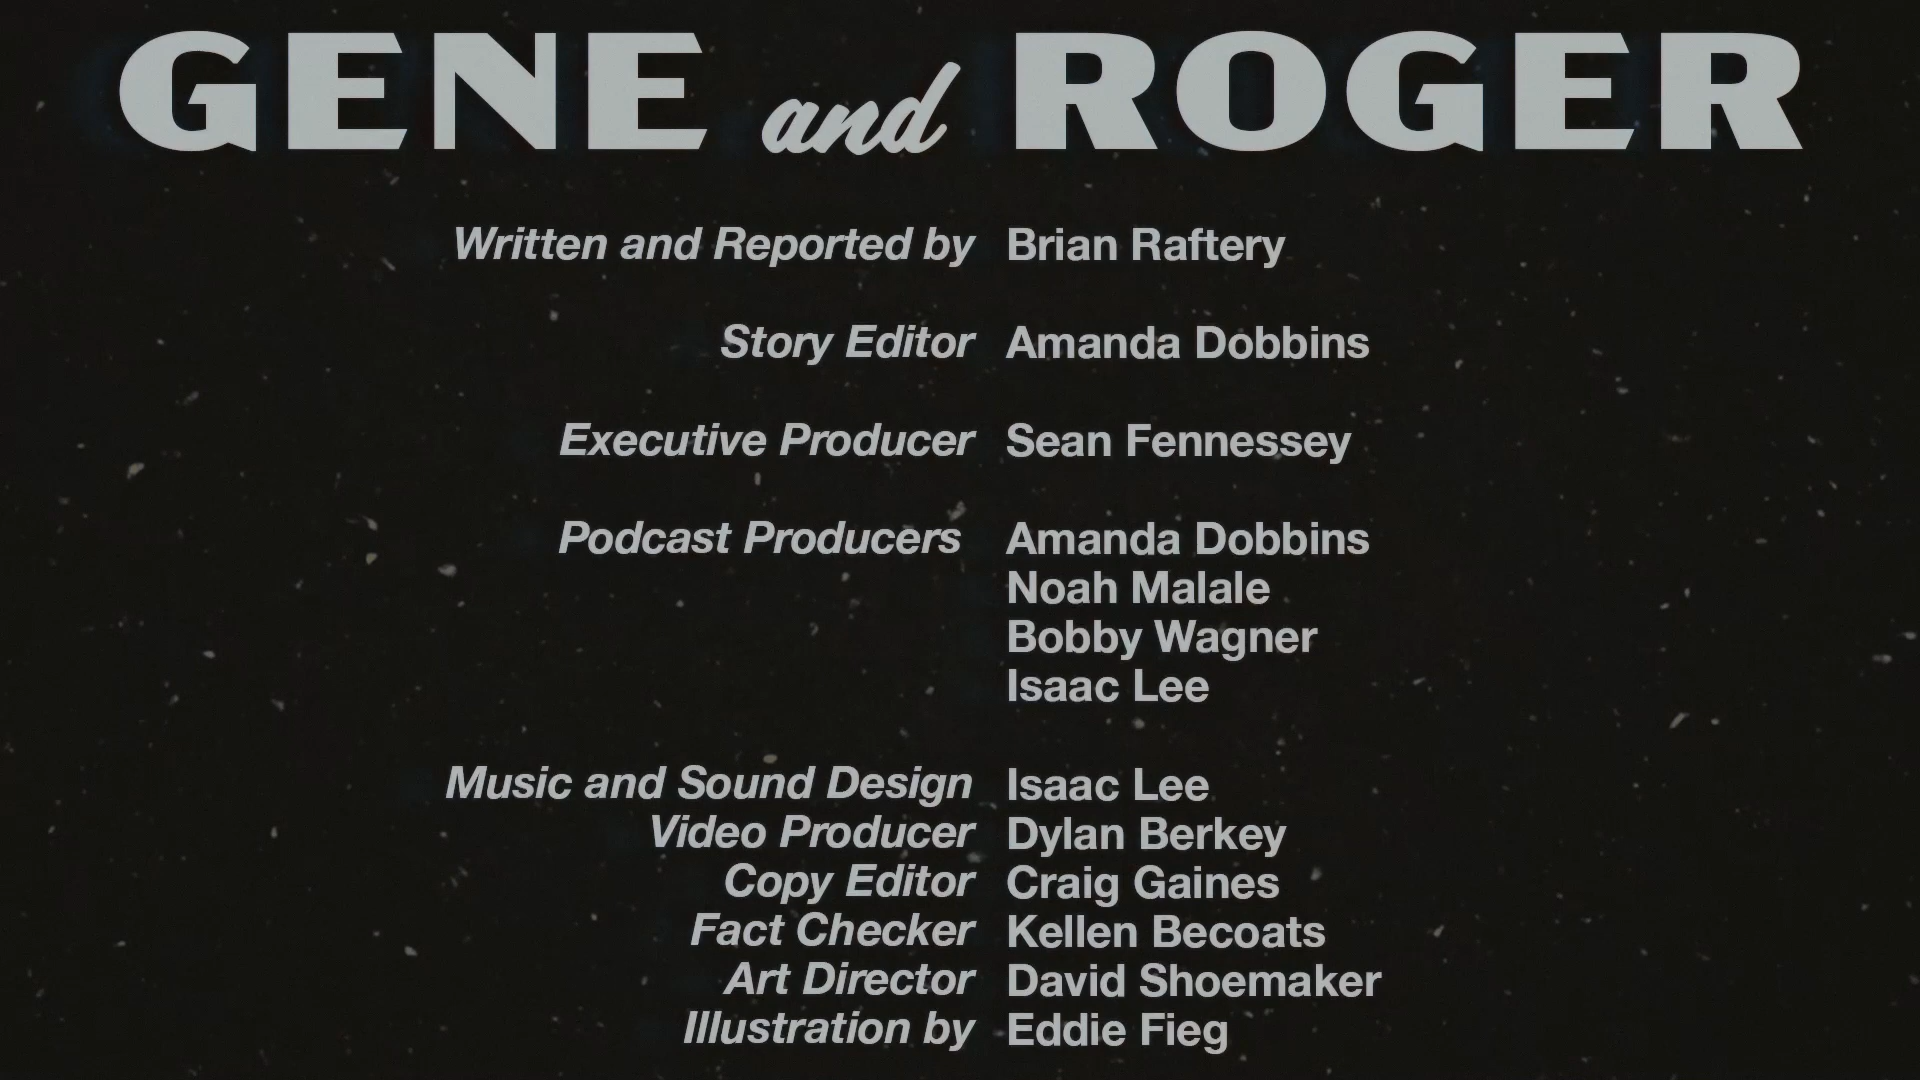 GENE and ROGER
Written and Reported by Brian Raftery
Story Editor Amanda Dobbins
Executive Producer Sean Fennessey
Podcast Producers Amanda Dobbins
Noah Malale
Bobby Wagner
Isaac Lee
Music and Sound Design Isaac Lee
Video Producer Dylan Berkey
Copy Editor Craig Gaines
Fact Checker Kellen Becoats
Art Director David Shoemaker
Illustration by Eddie Fieg